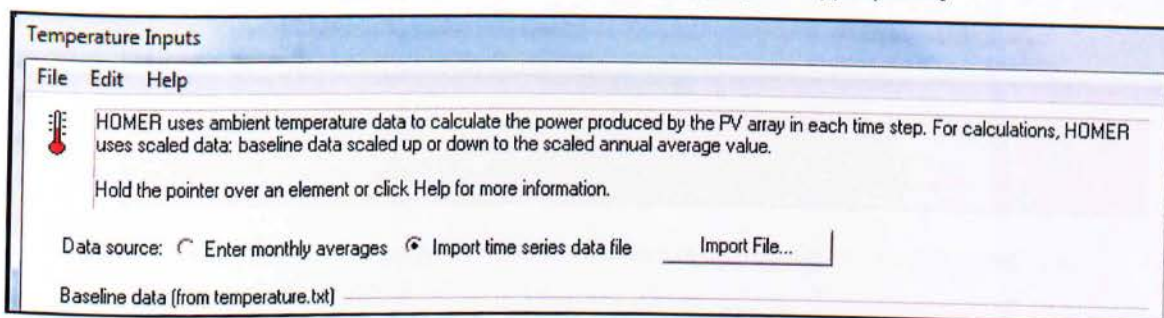 Temperature Inputs
File Edit Help
HOMER uses ambient temperature data to calculate the power produced by the PV array in each time step. For calculations, HOMER
uses scaled data: baseline data scaled up or down to the scaled annual average value.
Hold the pointer over an element or click Help for more information.
Data source: Enter monthly averages Import time series data file Import File...
Baseline data (from temperature.txt)